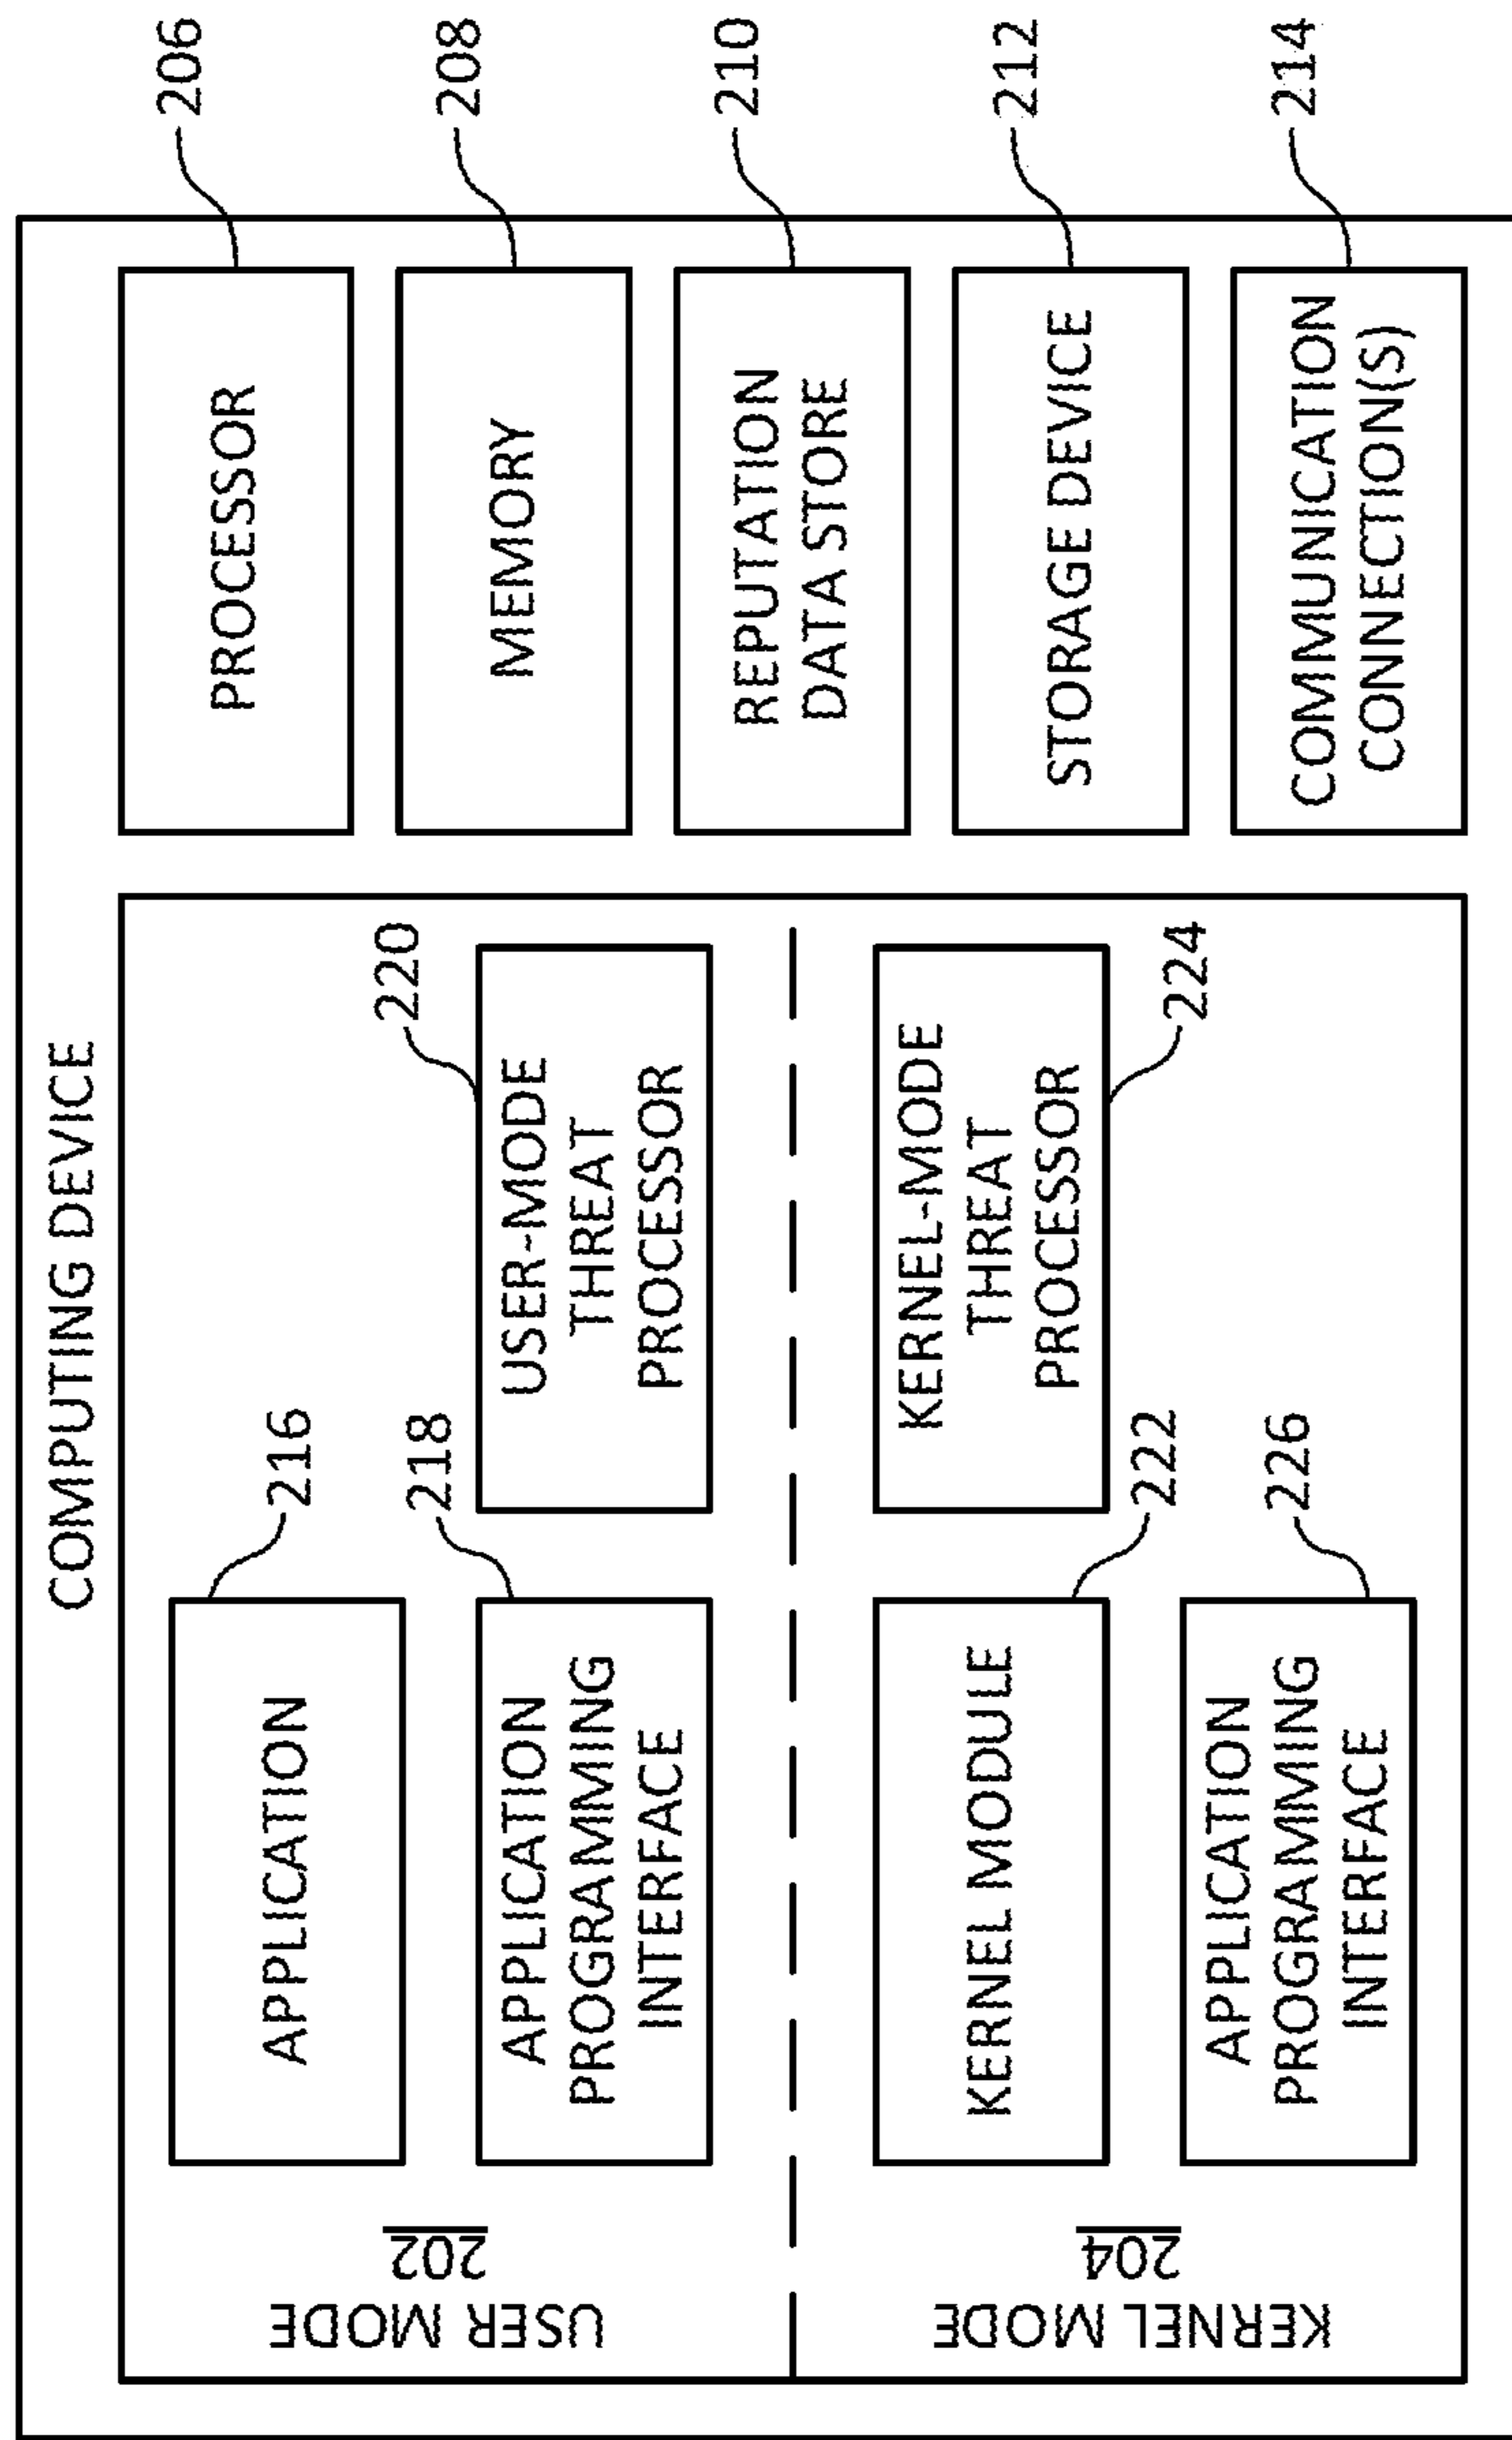 COMPUTING DEVICE
USER MODE
202
APPLICATION
216
APPLICATION
PROGRAMMING
INTERFACE
218
USER-MODE
THREAT
PROCESSOR
220
KERNEL MODE
204
KERNEL MODULE
222
KERNEL-MODE
THREAT
PROCESSOR
224
APPLICATION
PROGRAMMING
INTERFACE
226
PROCESSOR
206
MEMORY
208
REPUTATION
DATA STORE
210
STORAGE DEVICE
212
COMMUNICATION
CONNECTION(S)
214